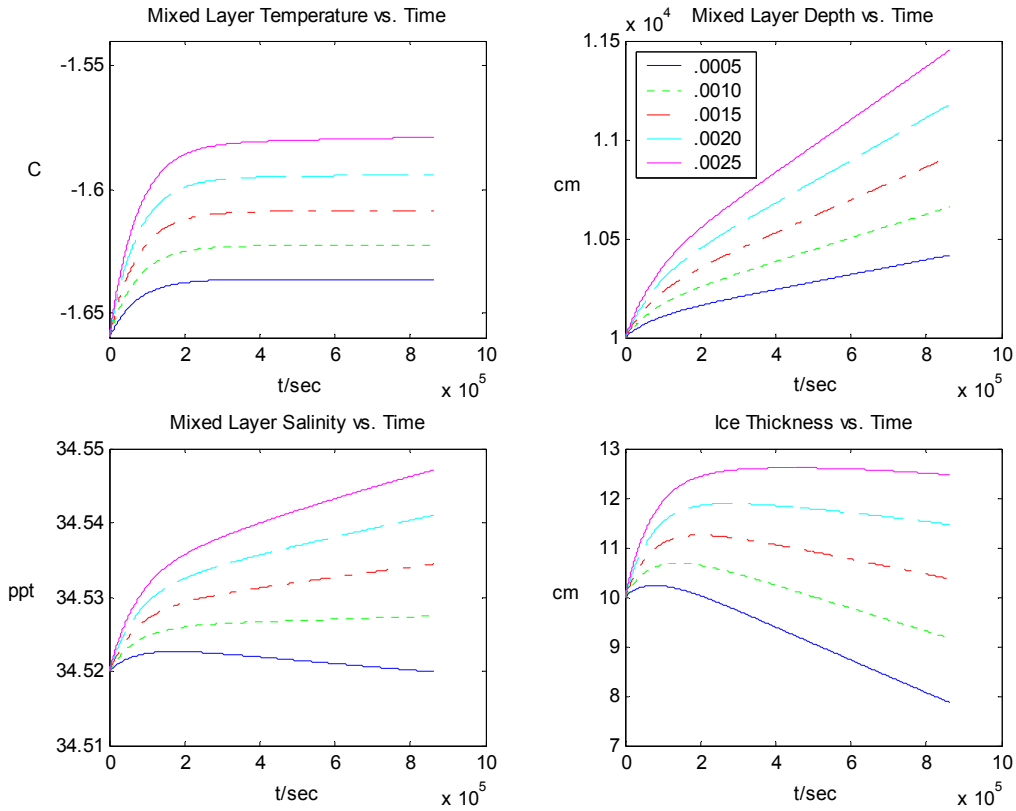 Mixed Layer Temperature vs. Time
-1.55
-1.6
-1.65
C
0 2 4 6 8 10
t/sec
x 10^5
Mixed Layer Depth vs. Time
x 10^4
1.15
1.1
1.05
1
cm
.0005
.0010
.0015
.0020
.0025
0 2 4 6 8 10
t/sec
x 10^5
Mixed Layer Salinity vs. Time
34.55
34.54
34.53
34.52
34.51
ppt
0 2 4 6 8 10
t/sec
x 10^5
Ice Thickness vs. Time
13
12
11
10
9
8
7
cm
0 2 4 6 8 10
t/sec
x 10^5